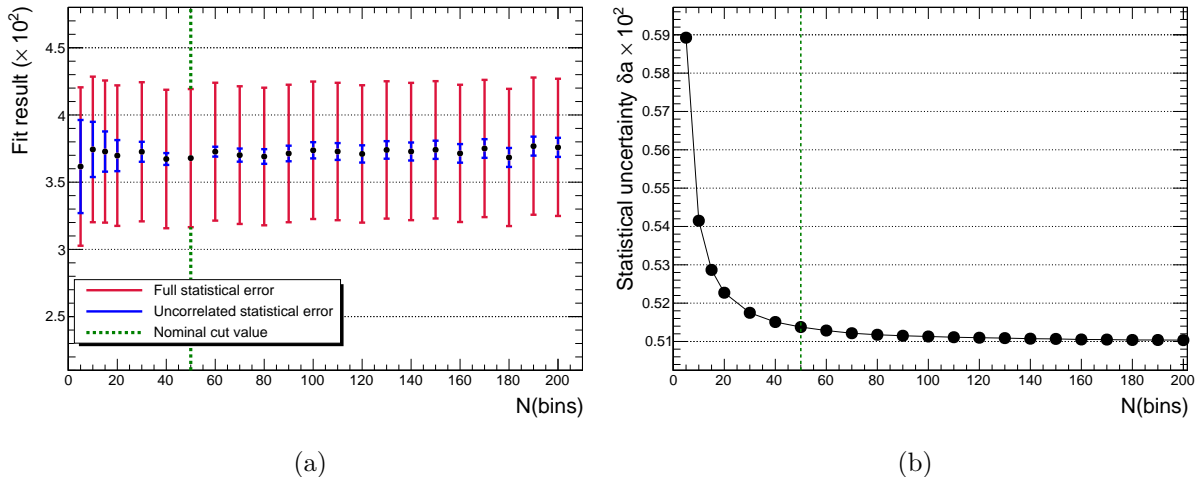 Fit result (× 10²)
4.5
4
3.5
3
2.5
Full statistical error
Uncorrelated statistical error
Nominal cut value
0 20 40 60 80 100 120 140 160 180 200
N(bins)
(a)
Statistical uncertainty δa × 10²
0.59
0.58
0.57
0.56
0.55
0.54
0.53
0.52
0.51
0 20 40 60 80 100 120 140 160 180 200
N(bins)
(b)